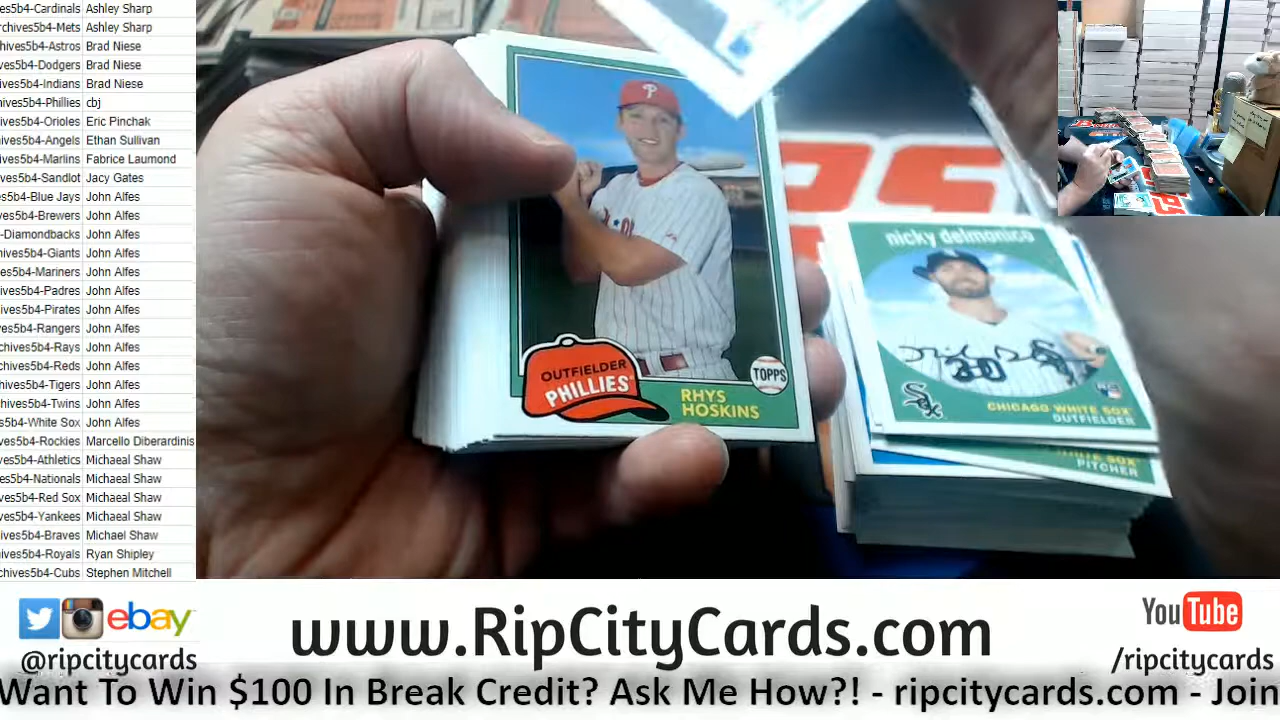 es5b4-Cardinals Ashley Sharp
rchives5b4-Mets Ashley Sharp
hives5b4-Astros Brad Niese
ives5b4-Dodgers Brad Niese
hives5b4-Indians Brad Niese
ives5b4-Phillies cbj
ives5b4-Orioles Eric Pinchak
hives5b4-Angels Ethan Sullivan
hives5b4-Marlins Fabrice Laumond
ives5b4-Sandlot Jacy Gates
es5b4-Blue Jays John Alfes
ves5b4-Brewers John Alfes
-Diamondbacks John Alfes
chives5b4-Giants John Alfes
ives5b4-Mariners John Alfes
hives5b4-Padres John Alfes
ives5b4-Pirates John Alfes
ives5b4-Rangers John Alfes
chives5b4-Rays John Alfes
chives5b4-Reds John Alfes
hives5b4-Tigers John Alfes
chives5b4-Twins John Alfes
es5b4-White Sox John Alfes
ives5b4-Rockies Marcello Diberardinis
ves5b4-Athletics Michaeal Shaw
es5b4-Nationals Michaeal Shaw
ives5b4-Red Sox Michaeal Shaw
ives5b4-Yankees Michaeal Shaw
hives5b4-Braves Michael Shaw
hives5b4-Royals Ryan Shipley
chives5b4-Cubs Stephen Mitchell
OUTFIELDER
PHILLIES
TOPPS
RHYS
HOSKINS
nicky delmonico
Sox
CHICAGO WHITE SOX
OUTFIELDER
WHITE SOX
PITCHER
ebay
@ripcitycards
www.RipCityCards.com
YouTube
/ripcitycards
Want To Win $100 In Break Credit? Ask Me How?! - ripcitycards.com - Join